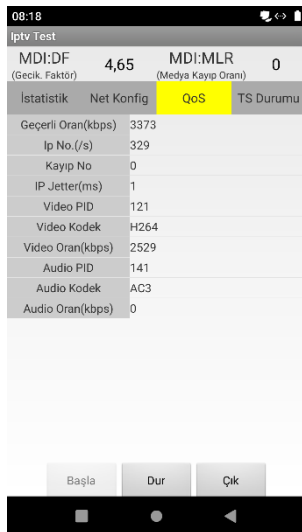 08:18
Iptv Test
MDI:DF 4,65 MDI:MLR 0
(Gecik. Faktör) (Medya Kayıp Oranı)
İstatistik Net Konfig QoS TS Durumu
Geçerli Oran(kbps) 3373
Ip No.(/s) 329
Kayıp No 0
IP Jetter(ms) 1
Video PID 121
Video Kodek H264
Video Oran(kbps) 2529
Audio PID 141
Audio Kodek AC3
Audio Oran(kbps) 0
Başla Dur Çık